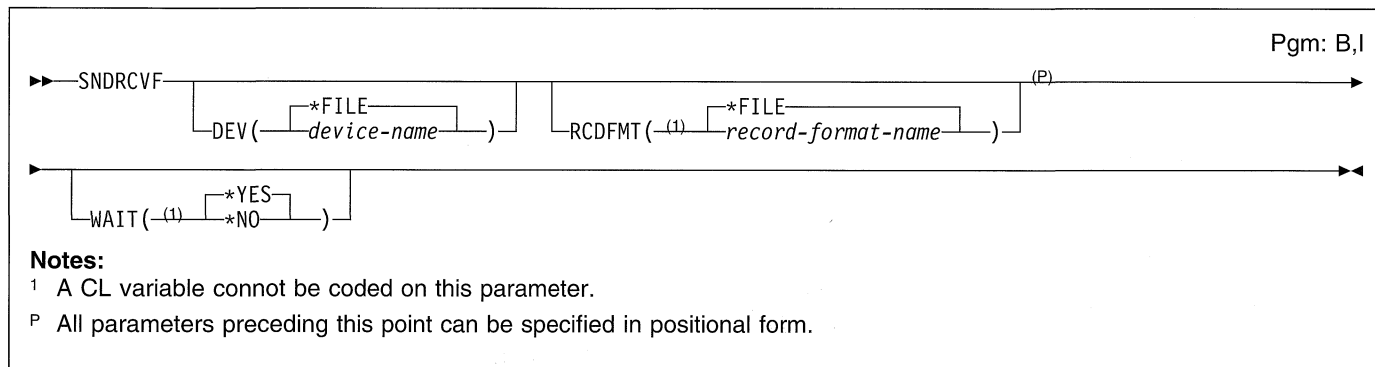 Pgm: B,I
SNDRCVF (P)
*FILE *FILE
DEV( device-name ) RCDFMT( (1) record-format-name )
*YES
WAIT( (1) *NO )
Notes:
1 A CL variable connot be coded on this parameter.
P All parameters preceding this point can be specified in positional form.